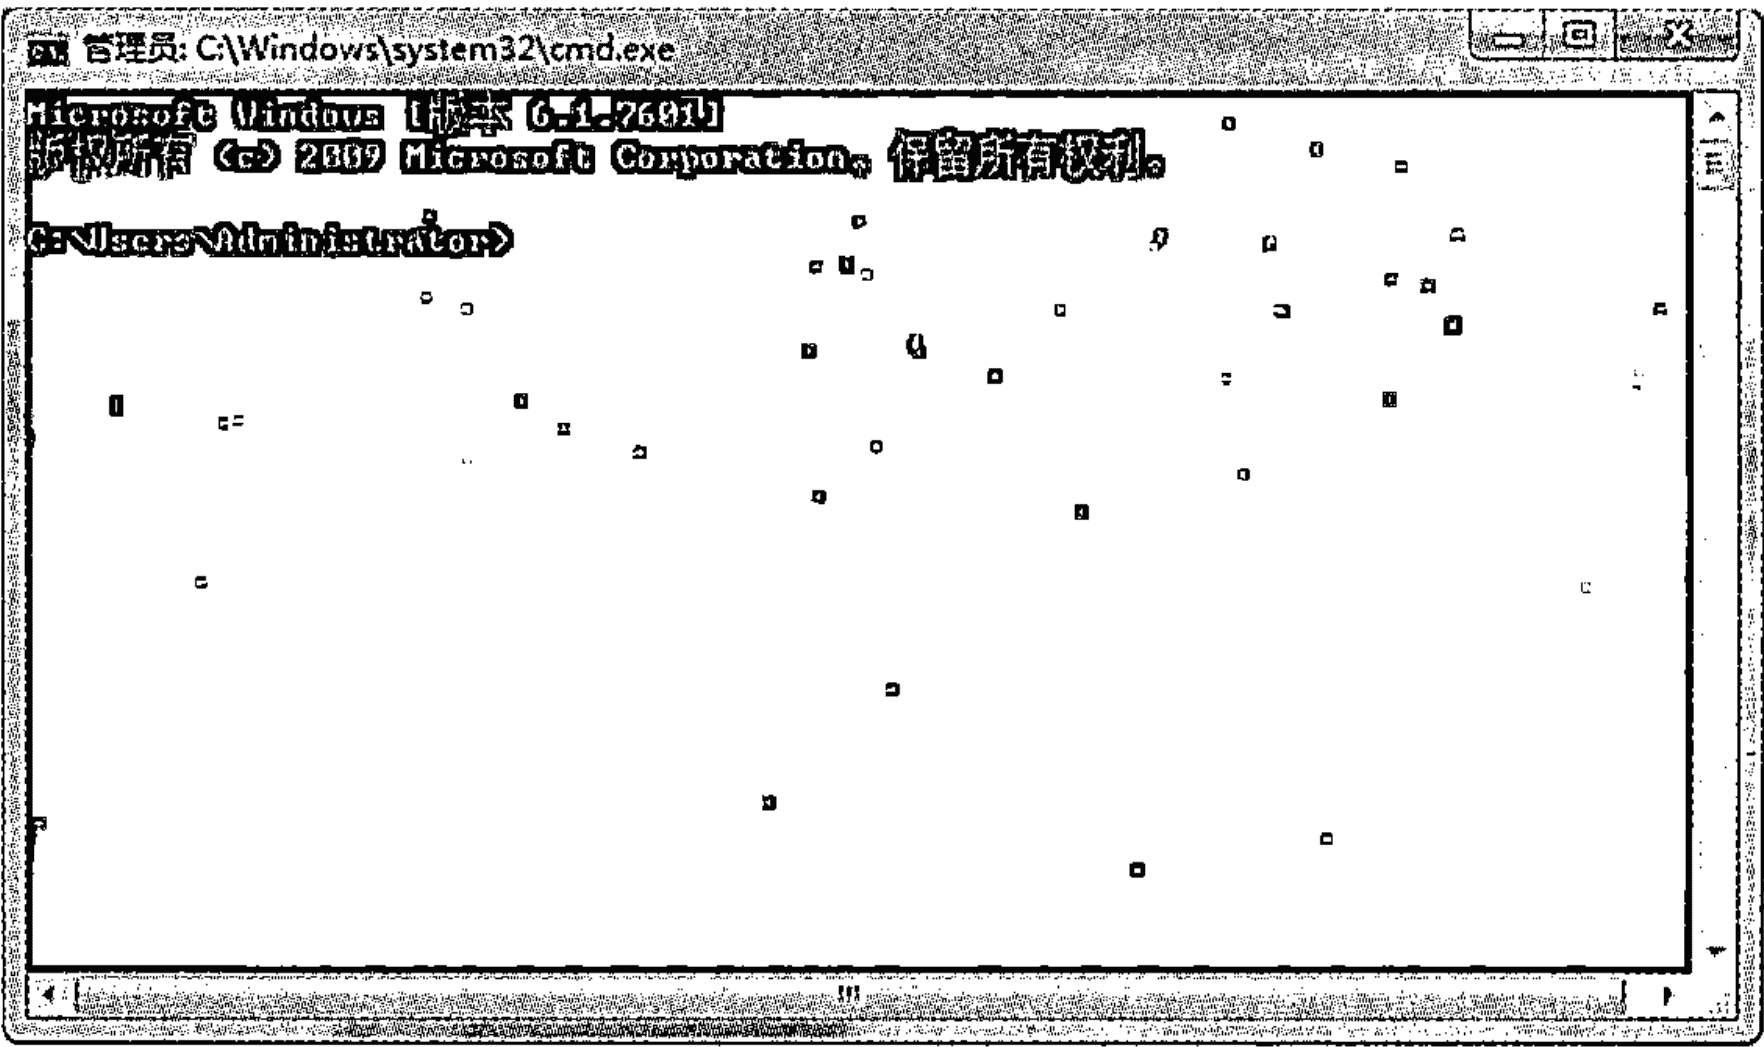 管理员: C:\Windows\system32\cmd.exe
Microsoft Windows [版本 6.1.7601]
版权所有 (c) 2009 Microsoft Corporation。保留所有权利。
C:\Users\Administrator>